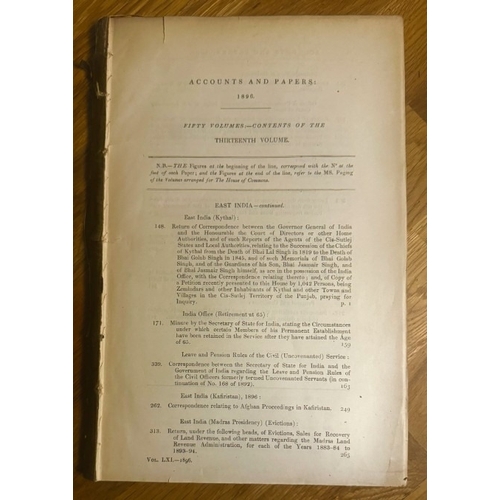 ACCOUNTS AND PAPERS:
1896.
FIFTY VOLUMES:—CONTENTS OF THE
THIRTEENTH VOLUME.
N.B.—THE Figures at the beginning of the line, correspond with the No at the
foot of each Paper; and the Figures at the end of the line, refer to the MS. Paging
of the Volumes arranged for The House of Commons.
EAST INDIA—continued.
East India (Kythal):
148. Return of Correspondence between the Governor General of India
and the Honourable the Court of Directors or other Home
Authorities, and of such Reports of the Agents of the Cis-Sutlej
States and Local Authorities, relating to the Succession of the Chiefs
of Kythal from the Death of Bhai Lal Singh in 1819 to the Death of
Bhai Goleb Singh in 1845, and of such Memorials of Bhai Goleb
Singh, and of the Guardians of his Son, Bhai Jasmair Singh, and
of Bhai Jasmair Singh himself, as are in the possession of the India
Office, with the Correspondence relating thereto; and, of Copy of
a Petition recently presented to this House by 1,042 Persons, being
Zemindars and other Inhabitants of Kythal and other Towns and
Villages in the Cis-Sutlej Territory of the Punjab, praying for
Inquiry. p. 1
India Office (Retirement at 65):
171. Minute by the Secretary of State for India, stating the Circumstances
under which certain Members of his Permanent Establishment
have been retained in the Service after they have attained the Age
of 65. 159
Leave and Pension Rules of the Civil (Uncovenanted) Service:
330. Correspondence between the Secretary of State for India and the
Government of India regarding the Leave and Pension Rules of
the Civil Officers formerly termed Uncovenanted Servants (in con-
tinuation of No. 168 of 1892). 163
East India (Kafiristan), 1896:
262. Correspondence relating to Afghan Proceedings in Kafiristan. 249
East India (Madras Presidency) (Evictions):
318. Return, under the following heads, of Evictions, Sales for Recovery
of Land Revenue, and other matters regarding the Madras Land
Revenue Administration, for each of the Years 1883-84 to
1893-94. 265
VOL. LXI.—1896.